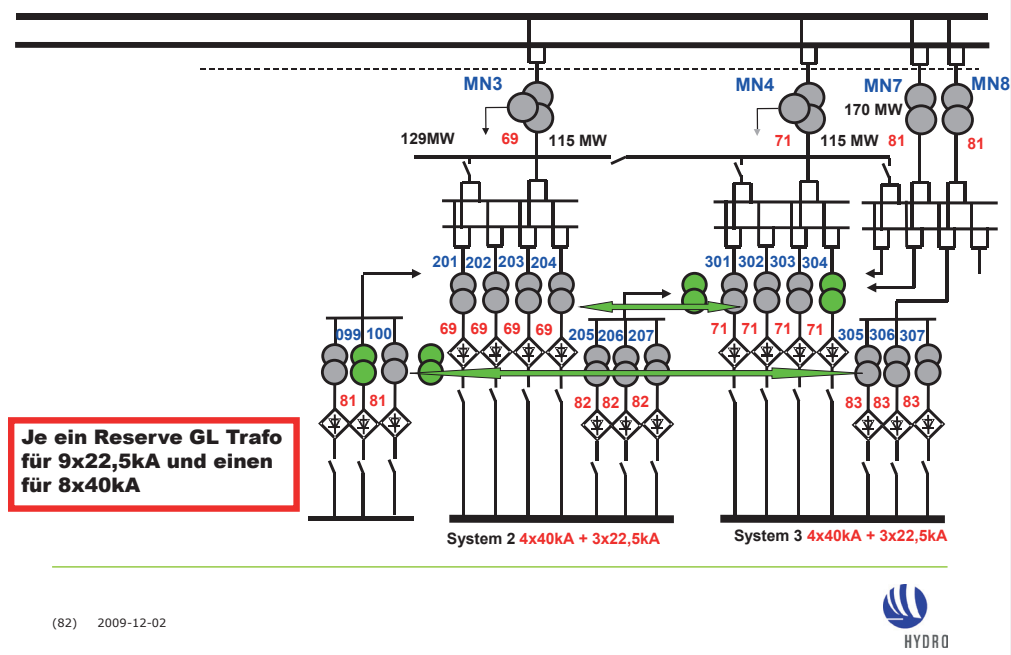 MN3
MN4
MN7
MN8
170 MW
129MW
69
115 MW
71
115 MW
81
81
201 202 203 204
301 302 303 304
69 69 69 69
71 71 71 71
099 100
205 206 207
305 306 307
81 81
82 82 82
83 83 83
Je ein Reserve GL Trafo
für 9x22,5kA und einen
für 8x40kA
System 2 4x40kA + 3x22,5kA
System 3 4x40kA + 3x22,5kA
(82) 2009-12-02
HYDRO